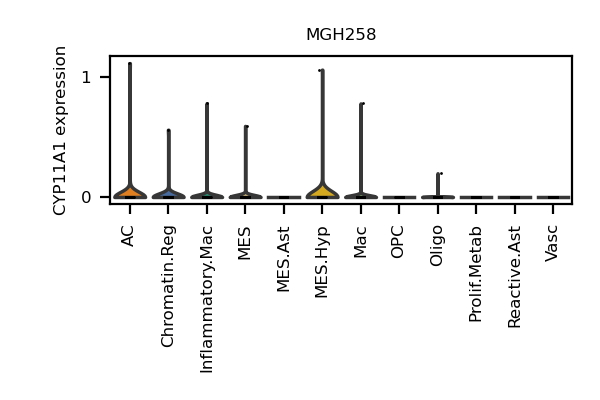 MGH258
CYP11A1 expression
1
0
AC
Chromatin.Reg
Inflammatory.Mac
MES
MES.Ast
MES.Hyp
Mac
OPC
Oligo
Prolif.Metab
Reactive.Ast
Vasc